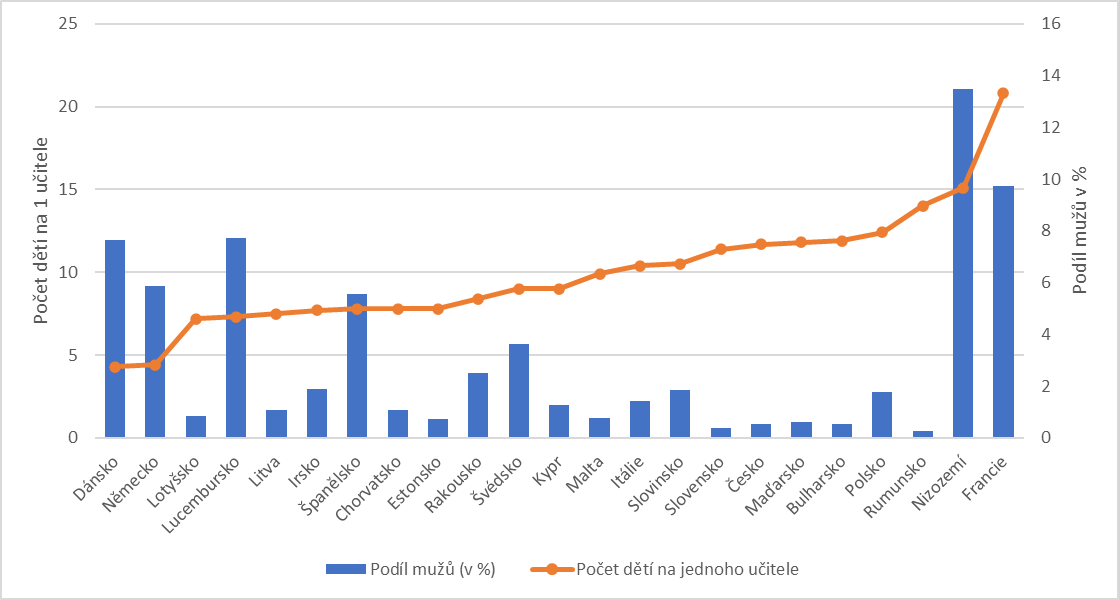 Počet dětí na 1 učitele
25
20
15
10
5
0
16
14
12
10
8
6
4
2
0
Podíl mužů v %
Dánsko
Německo
Lotyšsko
Lucembursko
Litva
Irsko
Španělsko
Chorvatsko
Estonsko
Rakousko
Švédsko
Kypr
Malta
Itálie
Slovinsko
Slovensko
Česko
Maďarsko
Bulharsko
Polsko
Rumunsko
Nizozemí
Francie
Podíl mužů (v %)
Počet dětí na jednoho učitele